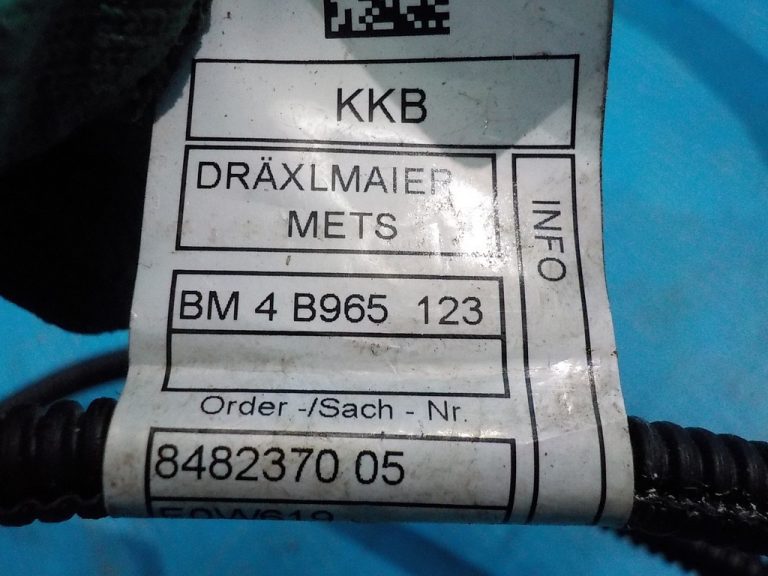 KKB
DRÄXLMAIER
METS
INFO
BM 4 B965 123
Order -/Sach - Nr.
8482370 05